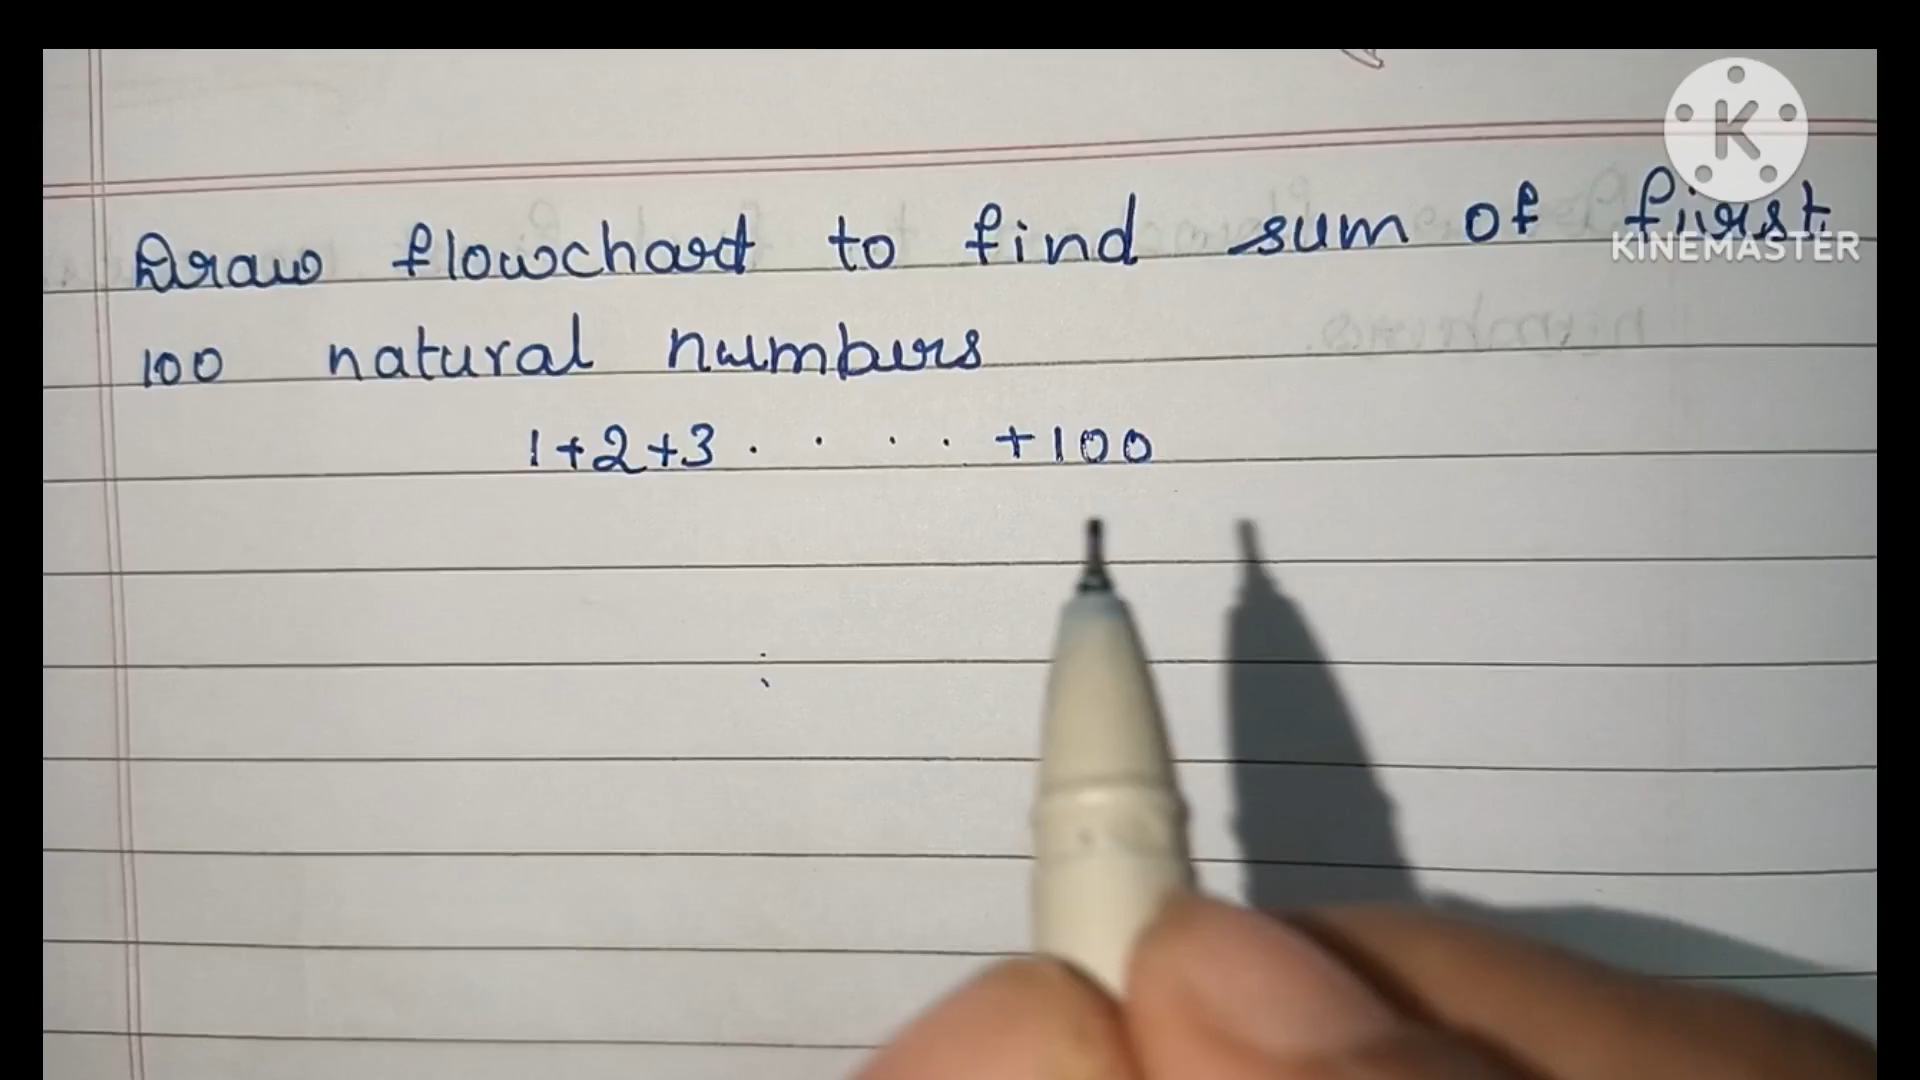 Draw flowchart to find sum of first
100 natural numbers
1+2+3 . . . . +100
K
KINEMASTER